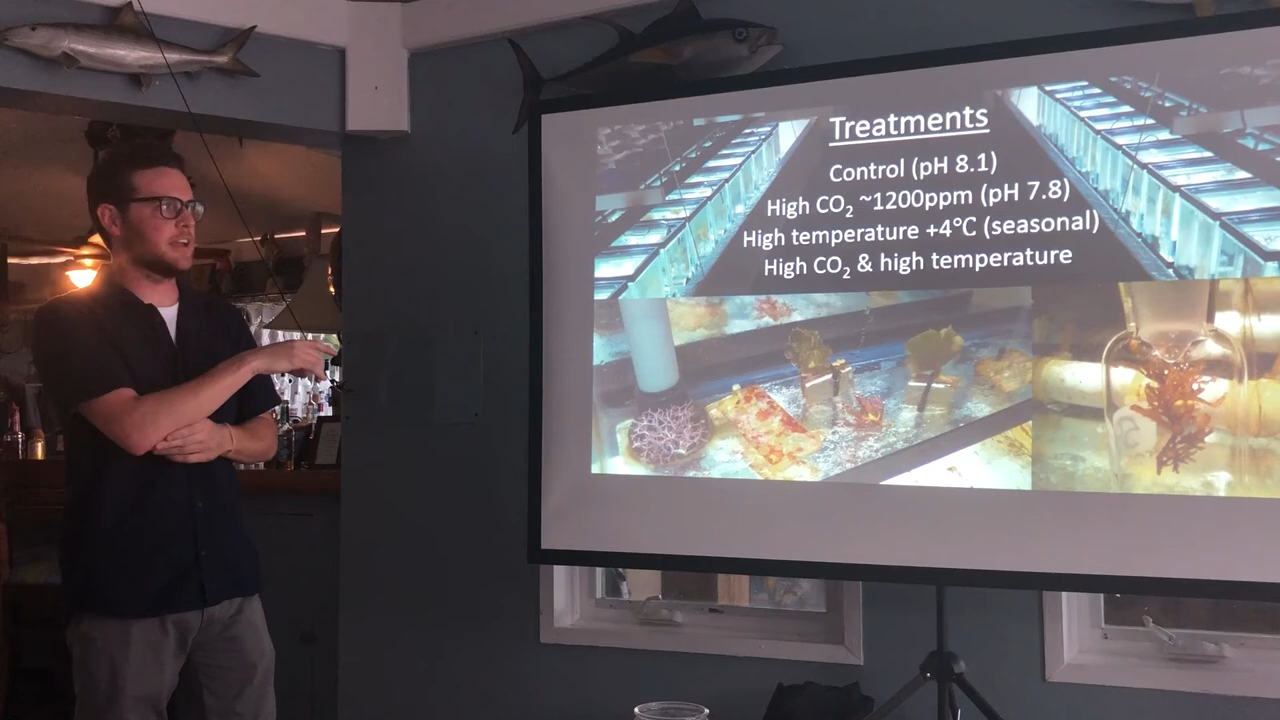 Treatments
Control (pH 8.1)
High CO₂ ~1200ppm (pH 7.8)
High temperature +4℃ (seasonal)
High CO₂ & high temperature